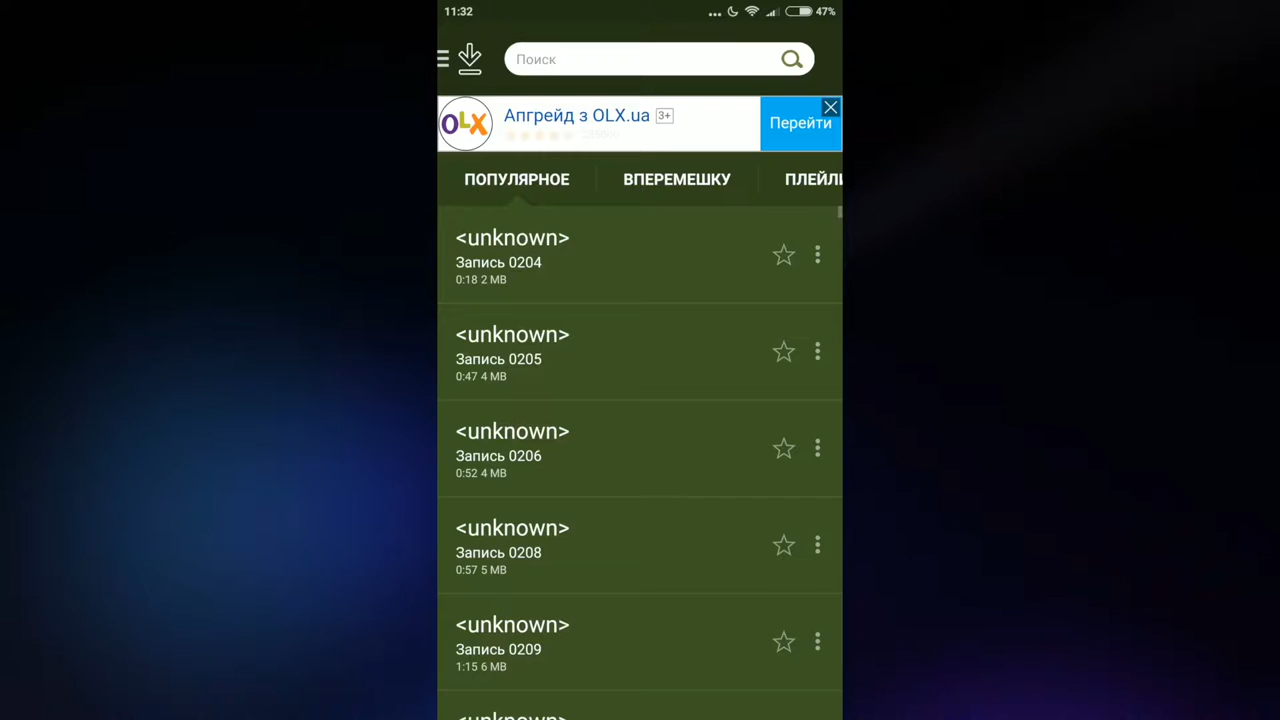 11:32
47%
Поиск
OLX
Апгрейд з OLX.ua 3+
Перейти
ПОПУЛЯРНОЕ
ВПЕРЕМЕШКУ
ПЛЕЙЛИ
<unknown>
Запись 0204
0:18 2 MB
<unknown>
Запись 0205
0:47 4 MB
<unknown>
Запись 0206
0:52 4 MB
<unknown>
Запись 0208
0:57 5 MB
<unknown>
Запись 0209
1:15 6 MB
<unknown>